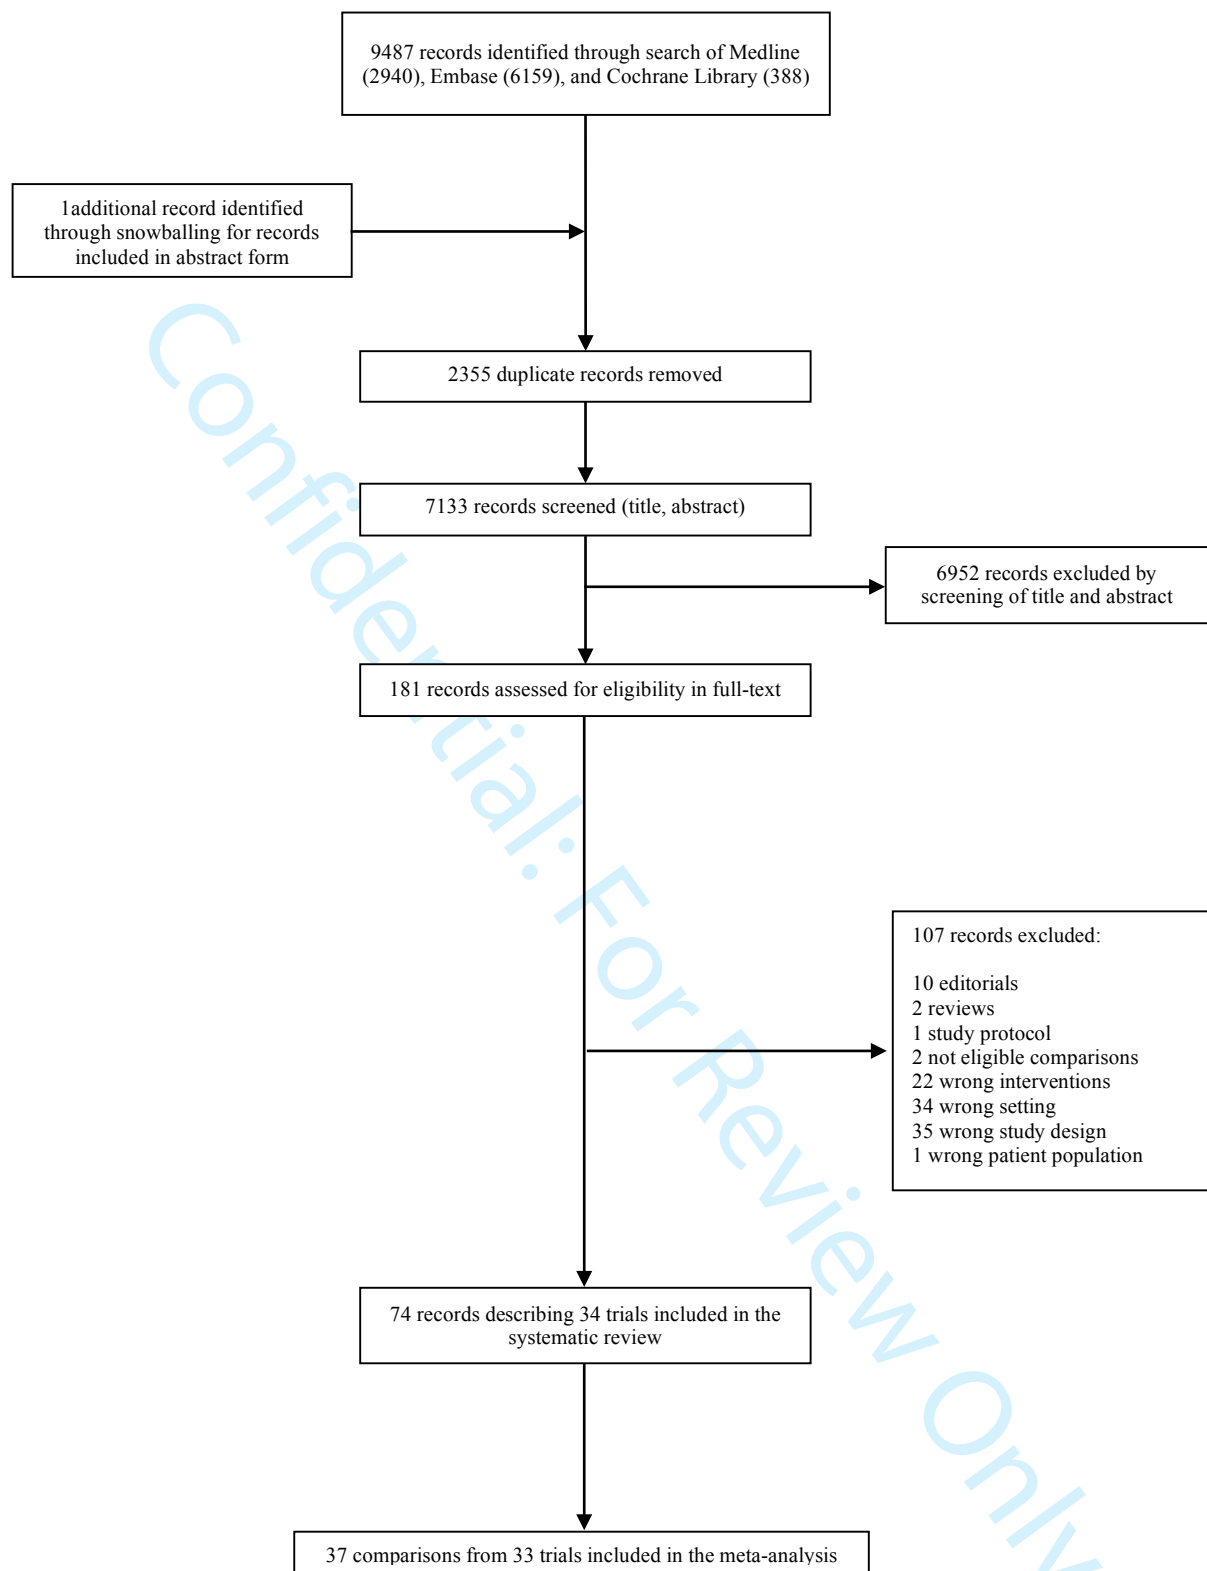 9487 records identified through search of Medline
(2940), Embase (6159), and Cochrane Library (388)
1additional record identified
through snowballing for records
included in abstract form
2355 duplicate records removed
7133 records screened (title, abstract)
6952 records excluded by
screening of title and abstract
181 records assessed for eligibility in full-text
107 records excluded:
10 editorials
2 reviews
1 study protocol
2 not eligible comparisons
22 wrong interventions
34 wrong setting
35 wrong study design
1 wrong patient population
74 records describing 34 trials included in the
systematic review
37 comparisons from 33 trials included in the meta-analysis
Confidential: For Review Only